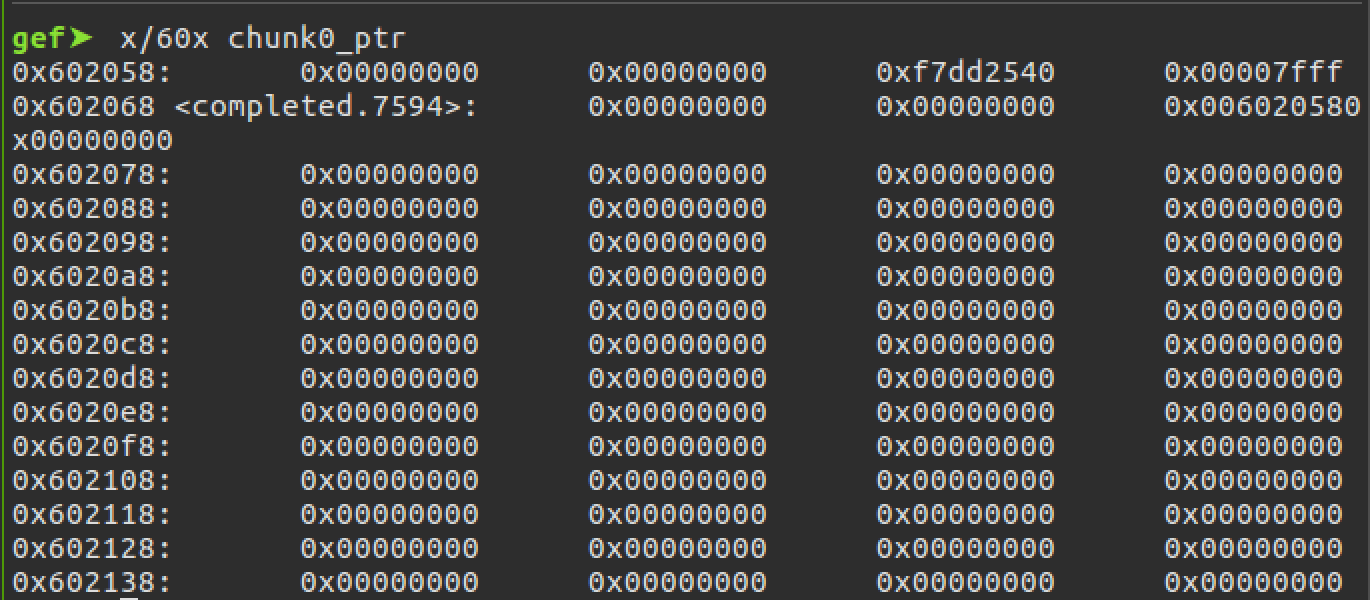 gef➤  x/60x chunk0_ptr
0x602058:       0x00000000      0x00000000      0xf7dd2540      0x00007fff
0x602068 <completed.7594>:      0x00000000      0x00000000      0x006020580
x00000000
0x602078:       0x00000000      0x00000000      0x00000000      0x00000000
0x602088:       0x00000000      0x00000000      0x00000000      0x00000000
0x602098:       0x00000000      0x00000000      0x00000000      0x00000000
0x6020a8:       0x00000000      0x00000000      0x00000000      0x00000000
0x6020b8:       0x00000000      0x00000000      0x00000000      0x00000000
0x6020c8:       0x00000000      0x00000000      0x00000000      0x00000000
0x6020d8:       0x00000000      0x00000000      0x00000000      0x00000000
0x6020e8:       0x00000000      0x00000000      0x00000000      0x00000000
0x6020f8:       0x00000000      0x00000000      0x00000000      0x00000000
0x602108:       0x00000000      0x00000000      0x00000000      0x00000000
0x602118:       0x00000000      0x00000000      0x00000000      0x00000000
0x602128:       0x00000000      0x00000000      0x00000000      0x00000000
0x602138:       0x00000000      0x00000000      0x00000000      0x00000000